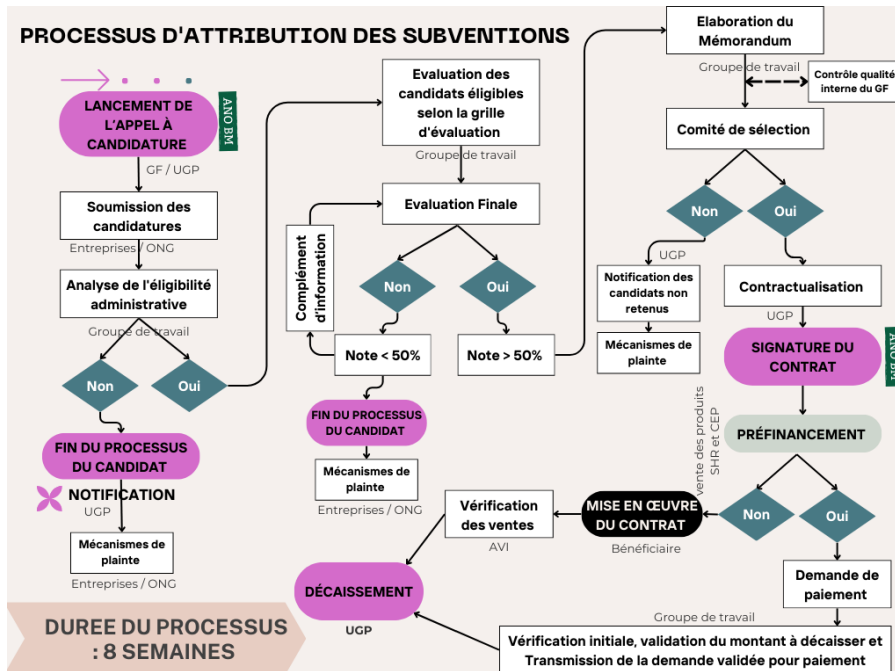 PROCESSUS D'ATTRIBUTION DES SUBVENTIONS
LANCEMENT DE
L'APPEL À
CANDIDATURE
ANO BM
GF / UGP
Soumission des
candidatures
Entreprises / ONG
Analyse de l'éligibilité
administrative
Groupe de travail
Non
Oui
FIN DU PROCESSUS
DU CANDIDAT
NOTIFICATION
UGP
Mécanismes de
plainte
Entreprises / ONG
DUREE DU PROCESSUS
: 8 SEMAINES
Evaluation des
candidats éligibles
selon la grille
d'évaluation
Groupe de travail
Evaluation Finale
Complément
d'information
Non
Oui
Note < 50%
Note > 50%
FIN DU PROCESSUS
DU CANDIDAT
Mécanismes de
plainte
Entreprises / ONG
Elaboration du
Mémorandum
Groupe de travail
Contrôle qualité
interne du GF
Comité de sélection
Non
Oui
UGP
Notification des
candidats non
retenus
Mécanismes de
plainte
Contractualisation
UGP
SIGNATURE DU
CONTRAT
ANO BM
PRÉFINANCEMENT
Non
Oui
vente des produits
SHR et CEP
MISE EN ŒUVRE
DU CONTRAT
Bénéficiaire
Vérification
des ventes
AVI
DÉCAISSEMENT
UGP
Demande de
paiement
Groupe de travail
Vérification initiale, validation du montant à décaisser et
Transmission de la demande validée pour paiement